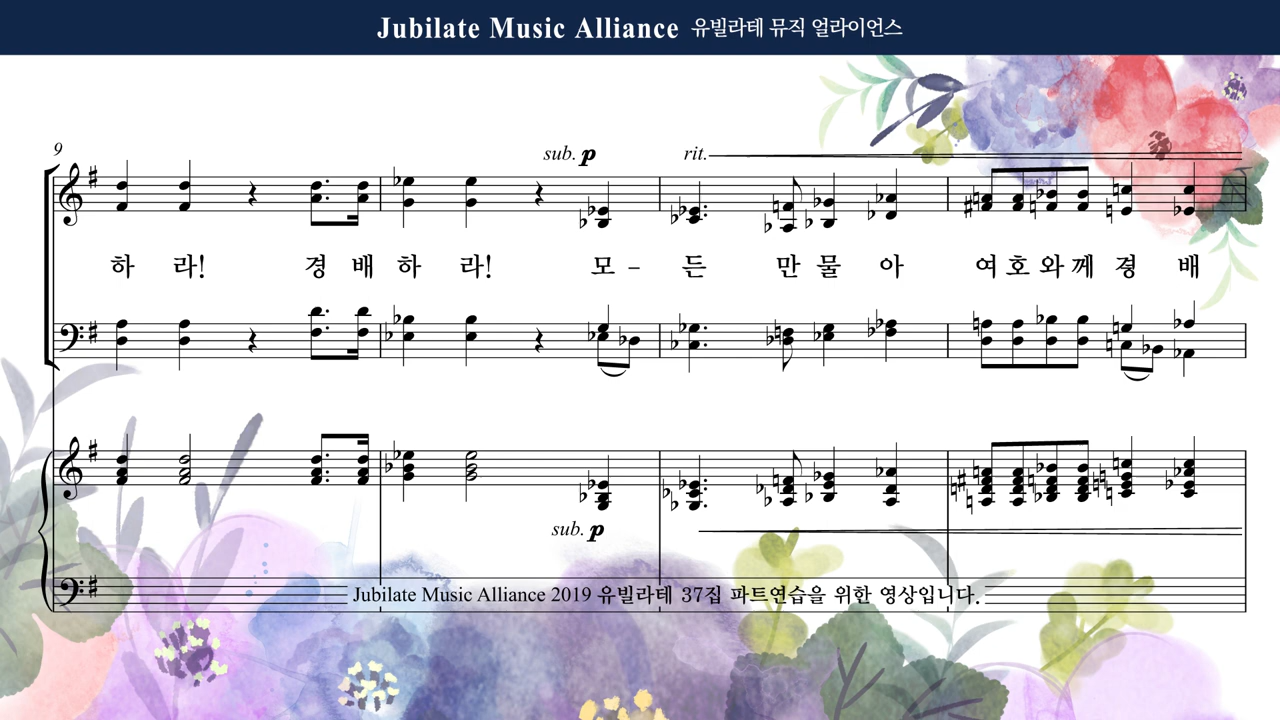 Jubilate Music Alliance 유빌라테 뮤직 얼라이언스
9
sub. p
rit.
하 라! 경 배 하 라! 모 - 든 만 물 아 여 호 와 께 경 배
sub. p
Jubilate Music Alliance 2019 유빌라테 37집 파트연습을 위한 영상입니다.